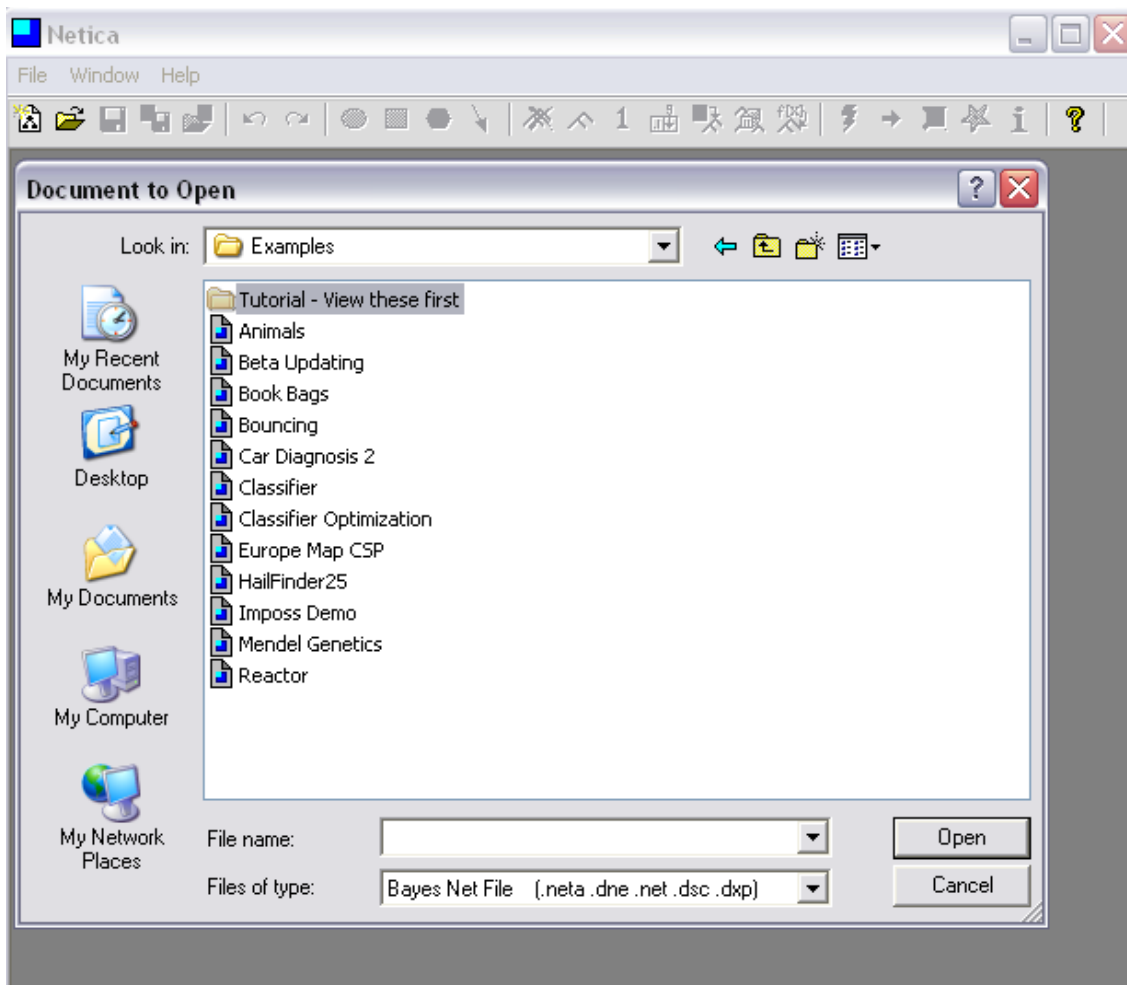 Netica
File Window Help
1
Document to Open
Look in: Examples
Tutorial - View these first
Animals
Beta Updating
Book Bags
Bouncing
Car Diagnosis 2
Classifier
Classifier Optimization
Europe Map CSP
HailFinder25
Imposs Demo
Mendel Genetics
Reactor
My Recent
Documents
Desktop
My Documents
My Computer
My Network
Places
File name:
Open
Files of type: Bayes Net File (.neta .dne .net .dsc .dxp)
Cancel